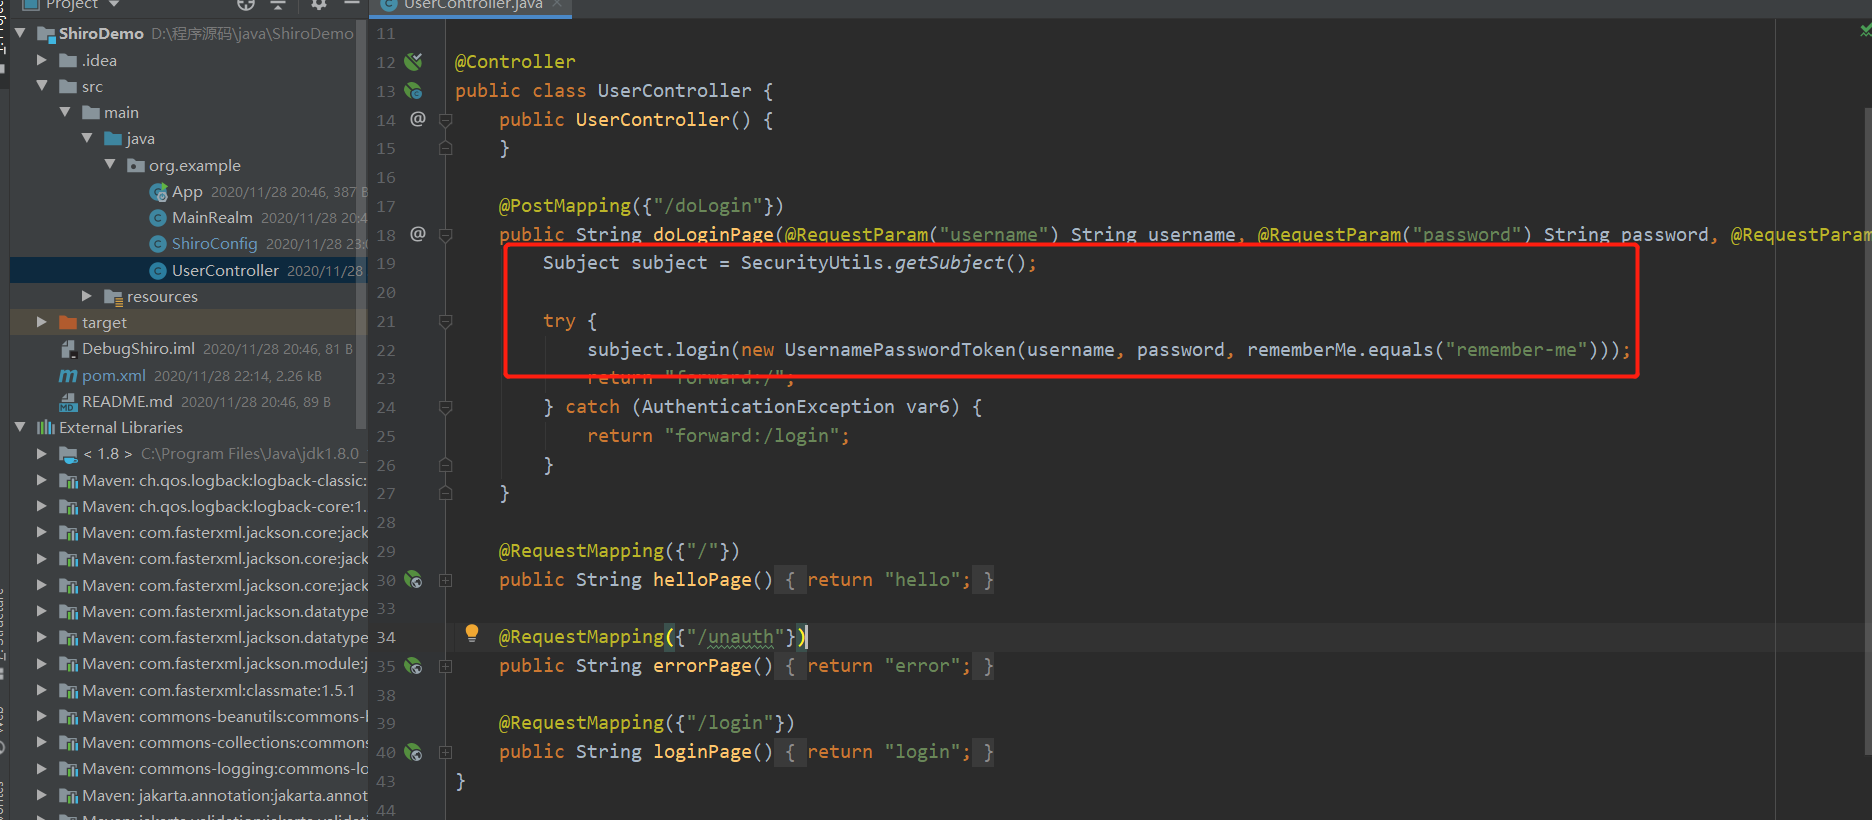 Project
UserController.java
ShiroDemo D:\程序源码\java\ShiroDemo
.idea
src
main
java
org.example
App 2020/11/28 20:46, 387 B
MainRealm 2020/11/28 20:4
ShiroConfig 2020/11/28 23:0
UserController 2020/11/28
resources
target
DebugShiro.iml 2020/11/28 20:46, 81 B
pom.xml 2020/11/28 22:14, 2.26 kB
README.md 2020/11/28 20:46, 89 B
External Libraries
< 1.8 > C:\Program Files\Java\jdk1.8.0_
Maven: ch.qos.logback:logback-classic:
Maven: ch.qos.logback:logback-core:1.
Maven: com.fasterxml.jackson.core:jack
Maven: com.fasterxml.jackson.core:jack
Maven: com.fasterxml.jackson.core:jack
Maven: com.fasterxml.jackson.datatype
Maven: com.fasterxml.jackson.datatype
Maven: com.fasterxml.jackson.module:j
Maven: com.fasterxml:classmate:1.5.1
Maven: commons-beanutils:commons-l
Maven: commons-collections:commons
Maven: commons-logging:commons-lo
Maven: jakarta.annotation:jakarta.annot
11
12 @Controller
13 public class UserController {
14 @ public UserController() {
15 }
16
17 @PostMapping({"/doLogin"})
18 @ public String doLoginPage(@RequestParam("username") String username, @RequestParam("password") String password, @RequestParam
19 Subject subject = SecurityUtils.getSubject();
20
21 try {
22 subject.login(new UsernamePasswordToken(username, password, rememberMe.equals("remember-me")));
23 return "forward:/";
24 } catch (AuthenticationException var6) {
25 return "forward:/login";
26 }
27 }
28
29 @RequestMapping({"/"})
30 public String helloPage() { return "hello"; }
33
34 @RequestMapping({"/unauth"})
35 public String errorPage() { return "error"; }
38
39 @RequestMapping({"/login"})
40 public String loginPage() { return "login"; }
43 }
44